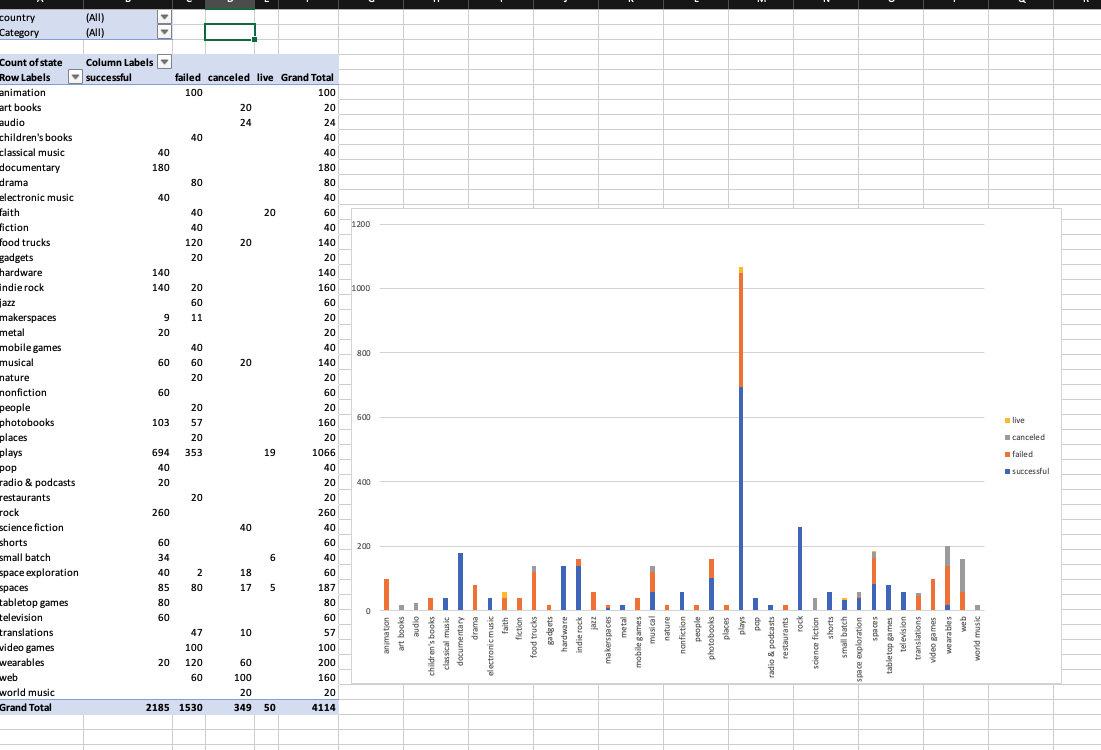 country (All)
Category (All)
Count of state Column Labels
Row Labels successful failed canceled live Grand Total
animation 100 100
art books 20 20
audio 24 24
children's books 40 40
classical music 40 40
documentary 180 180
drama 80 80
electronic music 40 40
faith 40 20 60
fiction 40 40
food trucks 120 20 140
gadgets 20 20
hardware 140 140
indie rock 140 20 160
jazz 60 60
makerspaces 9 11 20
metal 20 20
mobile games 40 40
musical 60 60 20 140
nature 20 20
nonfiction 60 60
people 20 20
photobooks 103 57 160
places 20 20
plays 694 353 19 1066
pop 40 40
radio & podcasts 20 20
restaurants 20 20
rock 260 260
science fiction 40 40
shorts 60 60
small batch 34 6 40
space exploration 40 2 18 60
spaces 85 80 17 5 187
tabletop games 80 80
television 60 60
translations 47 10 57
video games 100 100
wearables 20 120 60 200
web 60 100 160
world music 20 20
Grand Total 2185 1530 349 50 4114
1200
1000
800
600
400
200
0
animation
art books
audio
children's books
classical music
documentary
drama
electronic music
faith
fiction
food trucks
gadgets
hardware
indie rock
jazz
makerspaces
metal
mobile games
musical
nature
nonfiction
people
photobooks
places
plays
pop
radio & podcasts
restaurants
rock
science fiction
shorts
small batch
space exploration
spaces
tabletop games
television
translations
video games
wearables
web
world music
live
canceled
failed
successful